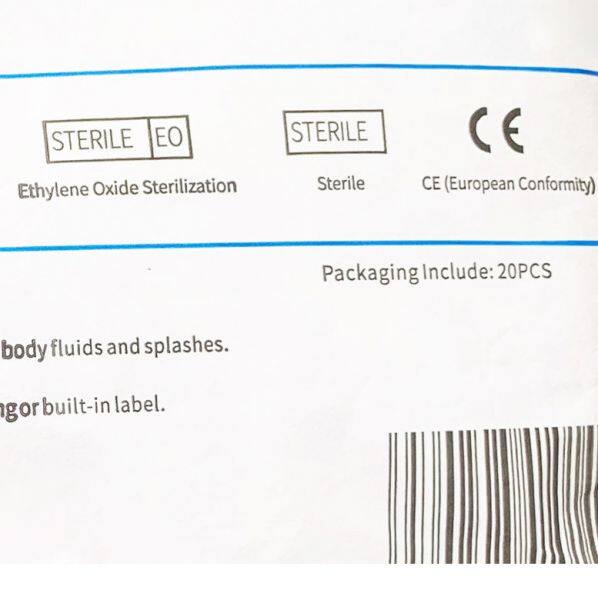 STERILE EO
STERILE
CE
Ethylene Oxide Sterilization
Sterile
CE (European Conformity)
Packaging Include: 20PCS
body fluids and splashes.
built-in label.